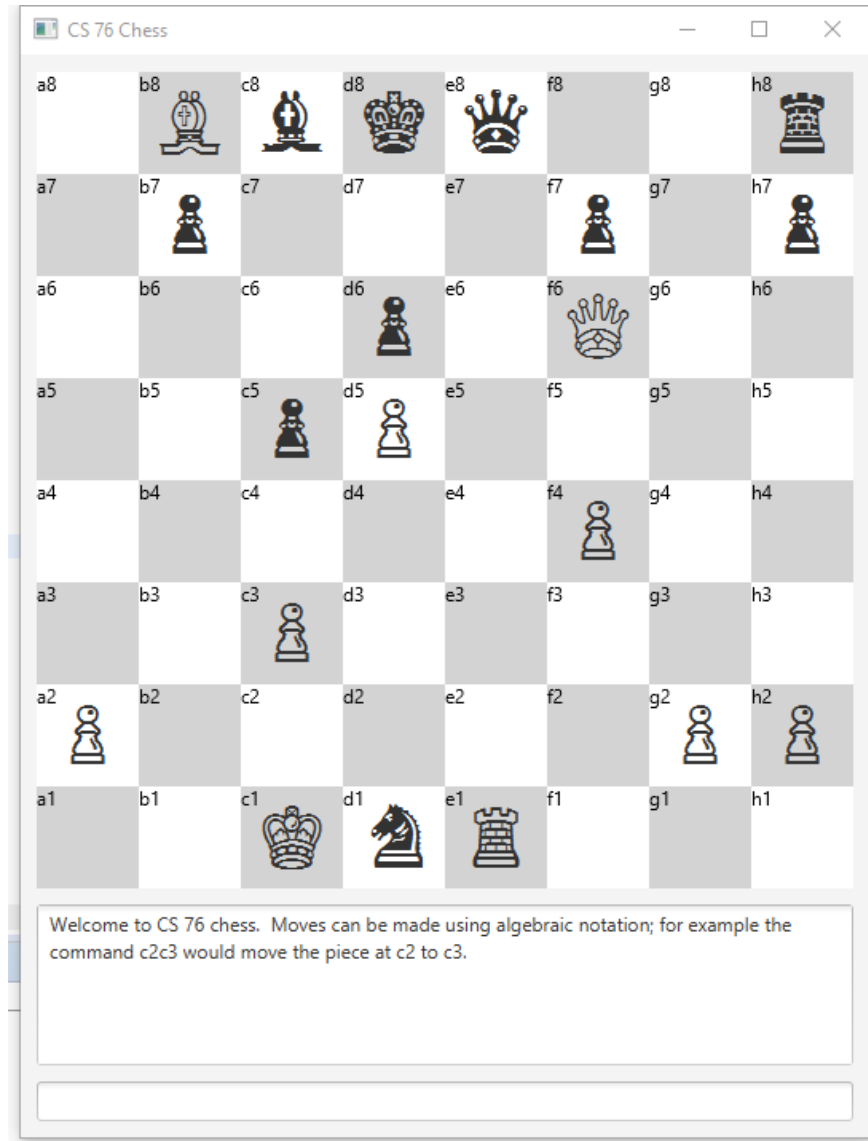 CS 76 Chess
a8 b8 c8 d8 e8 f8 g8 h8
a7 b7 c7 d7 e7 f7 g7 h7
a6 b6 c6 d6 e6 f6 g6 h6
a5 b5 c5 d5 e5 f5 g5 h5
a4 b4 c4 d4 e4 f4 g4 h4
a3 b3 c3 d3 e3 f3 g3 h3
a2 b2 c2 d2 e2 f2 g2 h2
a1 b1 c1 d1 e1 f1 g1 h1
Welcome to CS 76 chess.  Moves can be made using algebraic notation; for example the
command c2c3 would move the piece at c2 to c3.